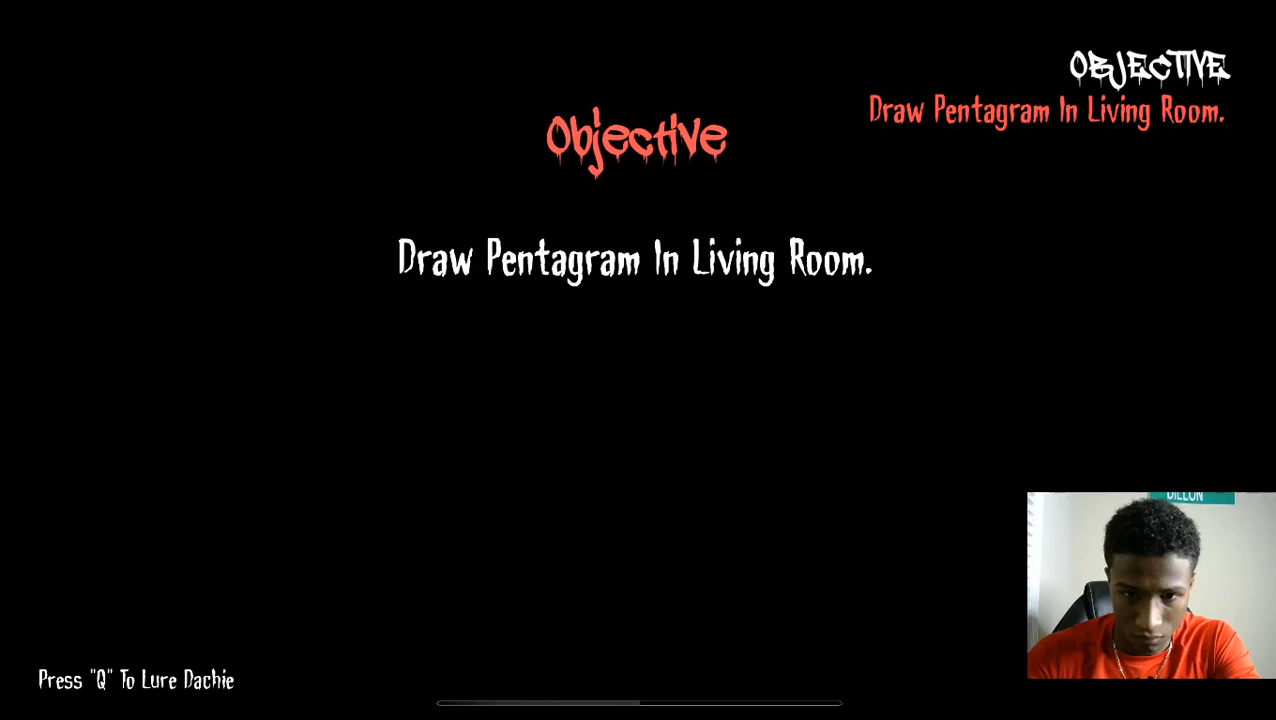 OBJECTIVE
Draw Pentagram In Living Room.
Objective
Draw Pentagram In Living Room.
DILLON
Press "Q" To Lure Dachie